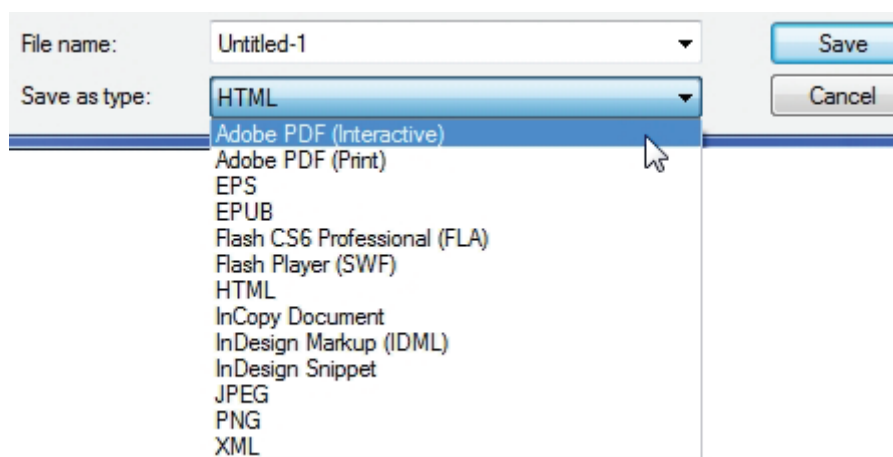 File name: Untitled-1 Save
Save as type: HTML Cancel
Adobe PDF (Interactive)
Adobe PDF (Print)
EPS
EPUB
Flash CS6 Professional (FLA)
Flash Player (SWF)
HTML
InCopy Document
InDesign Markup (IDML)
InDesign Snippet
JPEG
PNG
XML